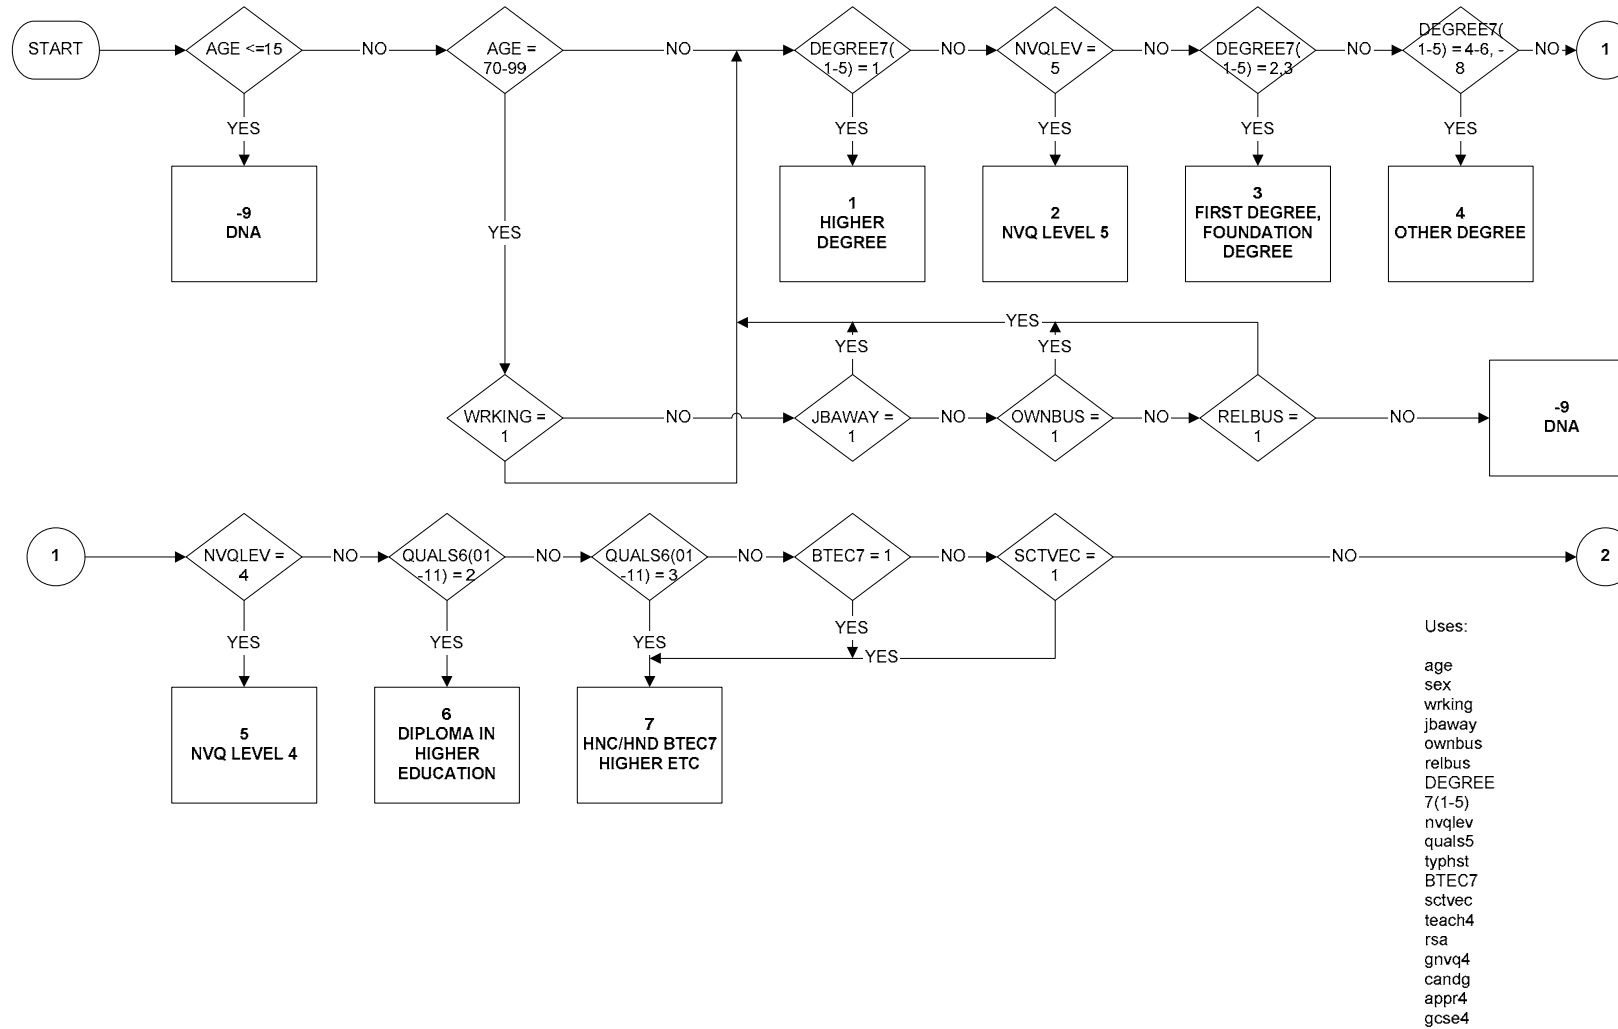 START
AGE <=15
NO
AGE =
70-99
NO
DEGREE7(
1-5) = 1
NO
NVQLEV =
5
NO
DEGREE7(
1-5) = 2,3
NO
DEGREE7(
1-5) = 4-6, -
8
NO
1
YES
YES
YES
YES
YES
-9
DNA
YES
1
HIGHER
DEGREE
2
NVQ LEVEL 5
3
FIRST DEGREE,
FOUNDATION
DEGREE
4
OTHER DEGREE
YES
YES
YES
WRKING =
1
NO
JBAWAY =
1
NO
OWNBUS =
1
NO
RELBUS =
1
NO
-9
DNA
1
NVQLEV =
4
NO
QUALS6(01
-11) = 2
NO
QUALS6(01
-11) = 3
NO
BTEC7 = 1
NO
SCTVEC =
1
NO
2
YES
YES
YES
YES
YES
5
NVQ LEVEL 4
6
DIPLOMA IN
HIGHER
EDUCATION
7
HNC/HND BTEC7
HIGHER ETC
Uses:
age
sex
wrking
jbaway
ownbus
relbus
DEGREE
7(1-5)
nvqlev
quals5
typhst
BTEC7
sctvec
teach4
rsa
gnvq4
candg
appr4
gcse4